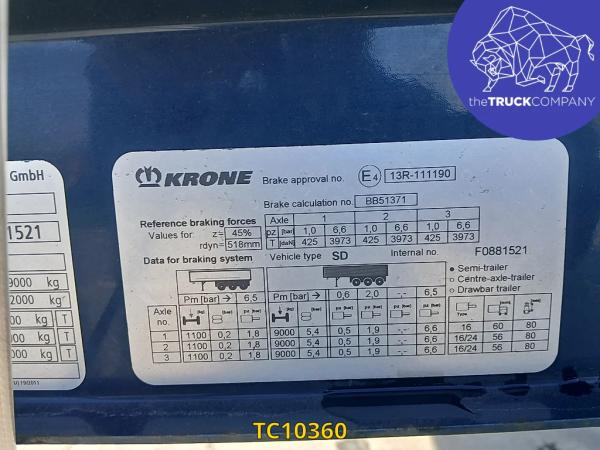 theTRUCKCOMPANY
GmbH
1521
9000 kg
2000 kg
000 kg T
000 kg T
000 kg T
KRONE
Brake approval no. E4 13R-111190
Brake calculation no. BB51371
Reference braking forces
Values for: z= 45%
rdyn= 518mm
Axle 1 2 3
pz [bar] 1,0 6,6 1,0 6,6 1,0 6,6
T [daN] 425 3973 425 3973 425 3973
Data for braking system Vehicle type SD Internal no. F0881521
Semi-trailer
Centre-axle-trailer
Drawbar trailer
Pm [bar] → 6,5 Pm [bar] → 0,6 2,0 -.- 6,5
Axle no.
Type
1 1100 0,2 1,8 9000 5,4 0,5 1,9 -.- 6,6 16 60 80
2 1100 0,2 1,8 9000 5,4 0,5 1,9 -.- 6,6 16/24 56 80
3 1100 0,2 1,8 9000 5,4 0,5 1,9 -.- 6,6 16/24 56 80
TC10360